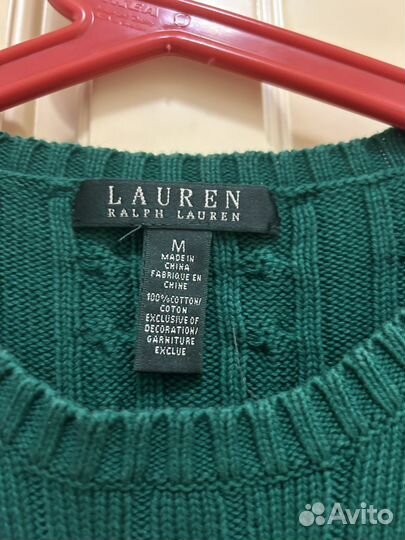 LAUREN
RALPH LAUREN
M
MADE IN
CHINA
FABRIQUE EN
CHINE
100%COTTON/
COTON
EXCLUSIVE OF
DECORATION/
GARNITURE
EXCLUE
Avito